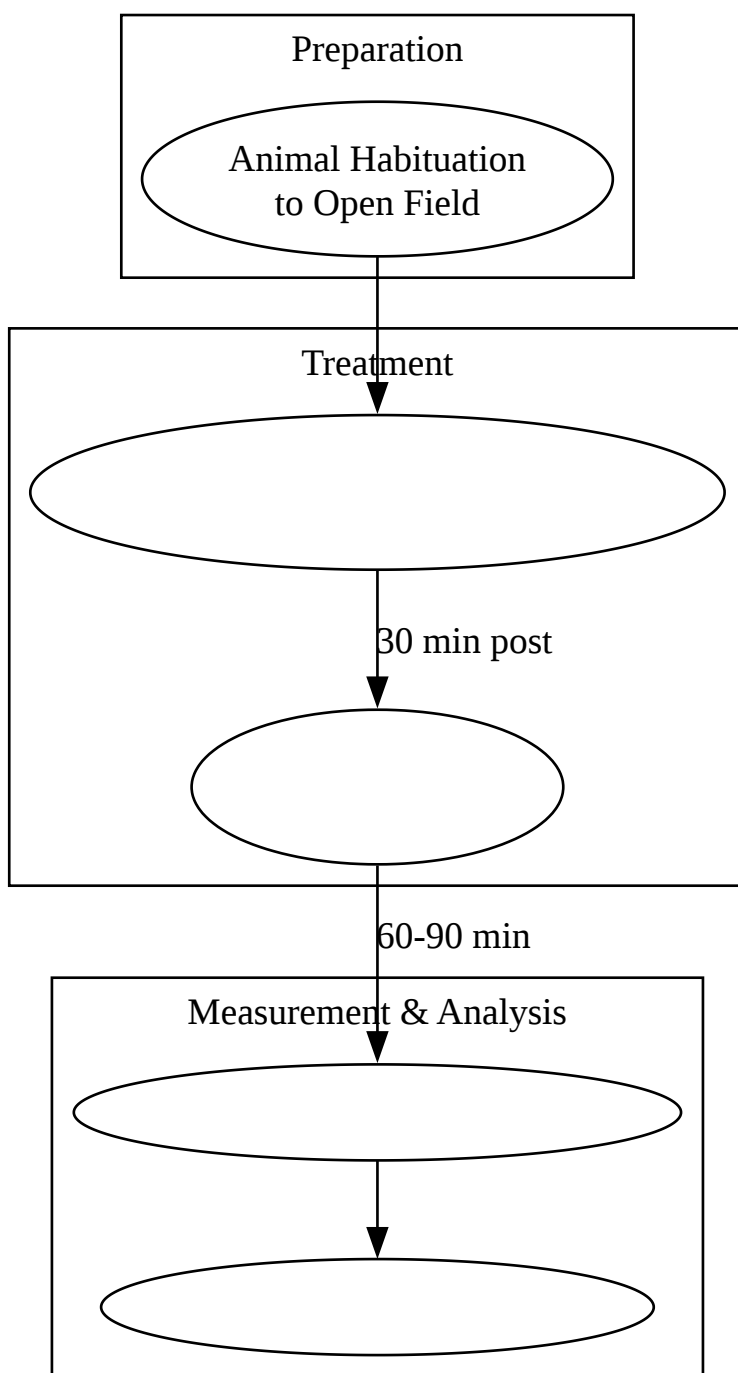 Preparation
Animal Habituation
to Open Field
Treatment
30 min post
60-90 min
Measurement & Analysis